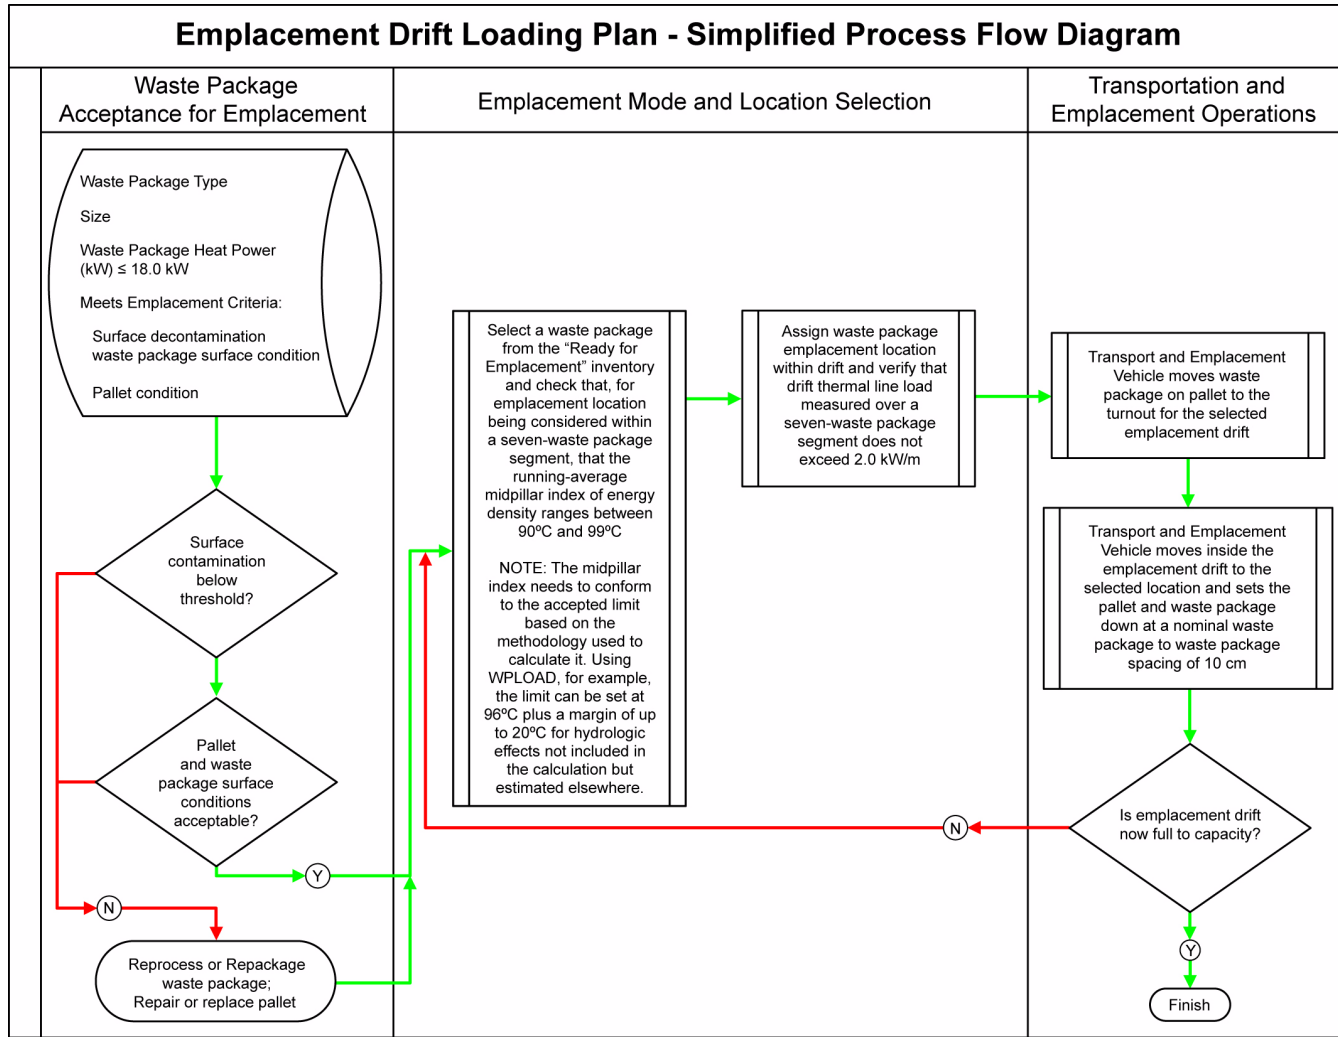 Emplacement Drift Loading Plan - Simplified Process Flow Diagram
Waste Package
Acceptance for Emplacement
Emplacement Mode and Location Selection
Transportation and
Emplacement Operations
Waste Package Type
Size
Waste Package Heat Power
(kW) ≤ 18.0 kW
Meets Emplacement Criteria:
Surface decontamination
waste package surface condition
Pallet condition
Surface
contamination
below
threshold?
Pallet
and waste
package surface
conditions
acceptable?
Y
N
Reprocess or Repackage
waste package;
Repair or replace pallet
Select a waste package
from the “Ready for
Emplacement” inventory
and check that, for
emplacement location
being considered within
a seven-waste package
segment, that the
running-average
midpillar index of energy
density ranges between
90ºC and 99ºC
NOTE: The midpillar
index needs to conform
to the accepted limit
based on the
methodology used to
calculate it. Using
WPLOAD, for example,
the limit can be set at
96ºC plus a margin of up
to 20ºC for hydrologic
effects not included in
the calculation but
estimated elsewhere.
Assign waste package
emplacement location
within drift and verify that
drift thermal line load
measured over a
seven-waste package
segment does not
exceed 2.0 kW/m
Transport and Emplacement
Vehicle moves waste
package on pallet to the
turnout for the selected
emplacement drift
Transport and Emplacement
Vehicle moves inside the
emplacement drift to the
selected location and sets the
pallet and waste package
down at a nominal waste
package to waste package
spacing of 10 cm
Is emplacement drift
now full to capacity?
N
Y
Finish